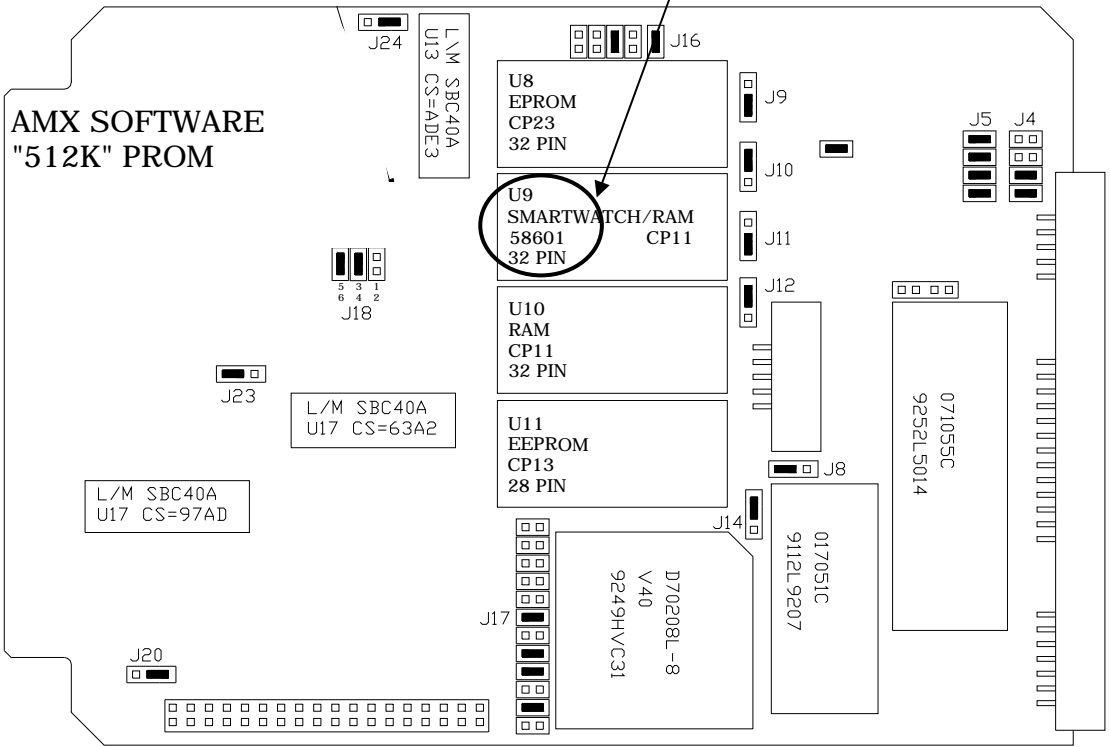 J24
L\M SBC40A
U13 CS=ADE3
J16
AMX SOFTWARE
"512K" PROM
U8
EPROM
CP23
32 PIN
J9
J5
J4
J10
U9
SMARTWATCH/RAM
58601 CP11
32 PIN
J11
J12
5 3 1
6 4 2
J18
U10
RAM
CP11
32 PIN
J23
L/M SBC40A
U17 CS=63A2
U11
EEPROM
CP13
28 PIN
071055C
9252L5014
J8
L/M SBC40A
U17 CS=97AD
J14
017051C
9112L9207
D70208L-8
V40
9249HVC31
J17
J20